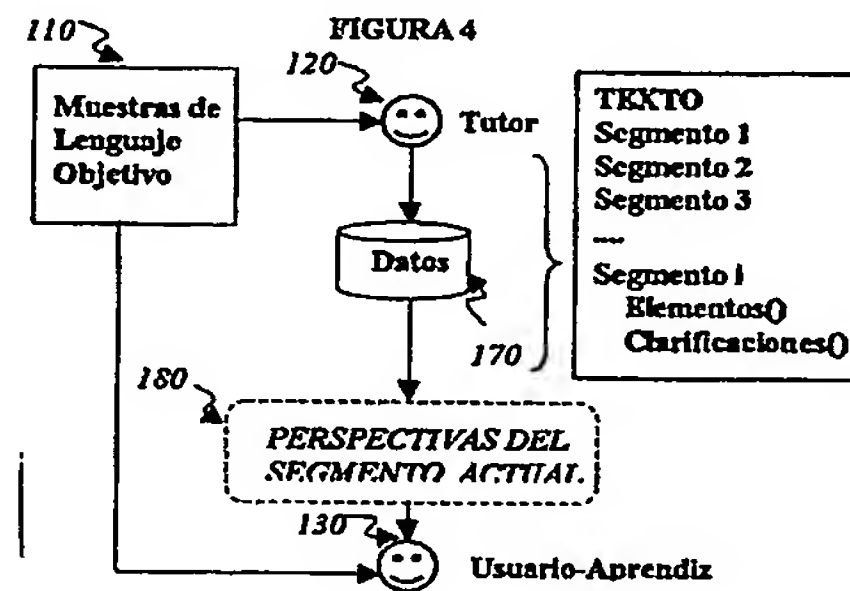 FIGURA 4
110
120
Muestras de
Lenguaje
Objetivo
Tutor
TEXTO
Segmento 1
Segmento 2
Segmento 3
....
Segmento i
Elementos()
Clarificaciones()
Datos
170
180
PERSPECTIVAS DEL
SEGMENTO ACTUAL
130
Usuario-Aprendiz